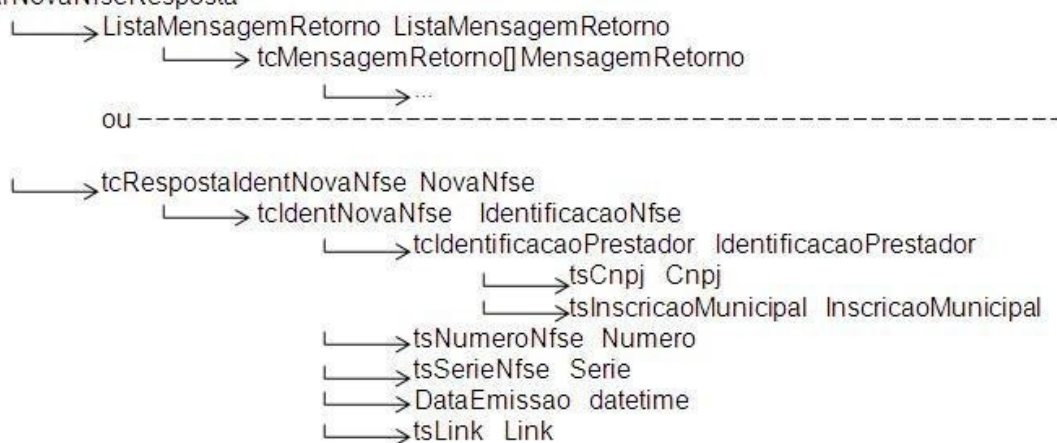 ListaMensagemRetorno ListaMensagemRetorno
tcMensagemRetorno[] MensagemRetorno
...
ou
tcRespostaIdentNovaNfse NovaNfse
tcIdentNovaNfse IdentificacaoNfse
tcIdentificacaoPrestador IdentificacaoPrestador
tsCnpj Cnpj
tsInscricaoMunicipal InscricaoMunicipal
tsNumeroNfse Numero
tsSerieNfse Serie
DataEmissao datetime
tsLink Link